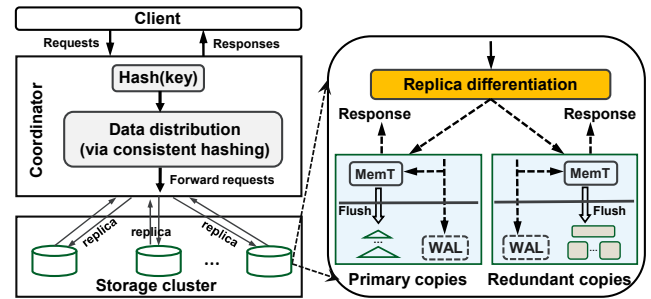 Client
Requests
Responses
Coordinator
Hash(key)
Data distribution
(via consistent hashing)
Forward requests
replica
replica
replica
...
Storage cluster
Replica differentiation
Response
Response
MemT
Flush
...
WAL
Primary copies
MemT
Flush
WAL
...
Redundant copies